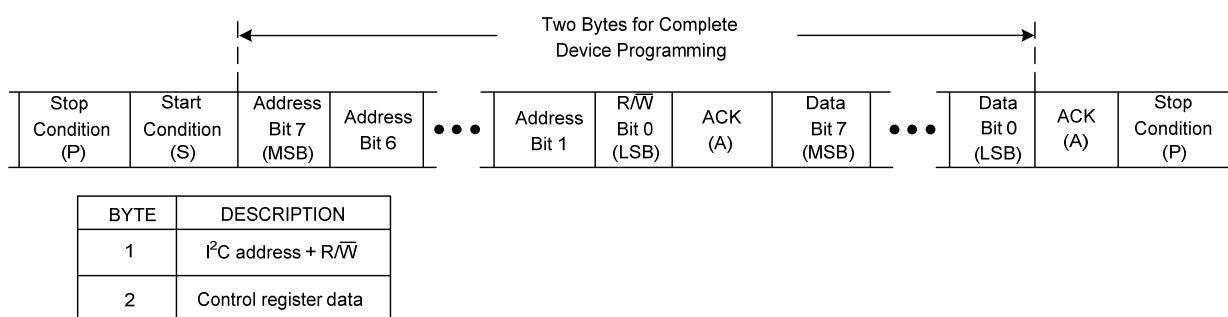 Two Bytes for Complete
Device Programming
Stop
Condition
(P)
Start
Condition
(S)
Address
Bit 7
(MSB)
Address
Bit 6
•••
Address
Bit 1
R/W̅
Bit 0
(LSB)
ACK
(A)
Data
Bit 7
(MSB)
•••
Data
Bit 0
(LSB)
ACK
(A)
Stop
Condition
(P)
BYTE DESCRIPTION
1 I²C address + R/W̅
2 Control register data